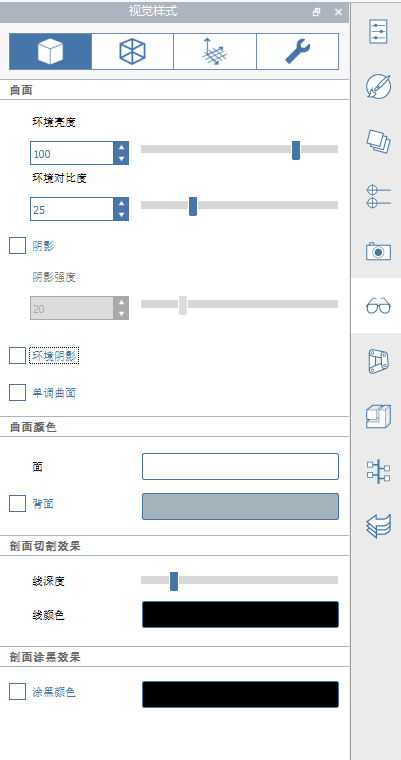 视觉样式
曲面
环境亮度
100
环境对比度
25
阴影
阴影强度
20
环境阴影
单调曲面
曲面颜色
面
背面
剖面切割效果
线深度
线颜色
剖面涂黑效果
涂黑颜色